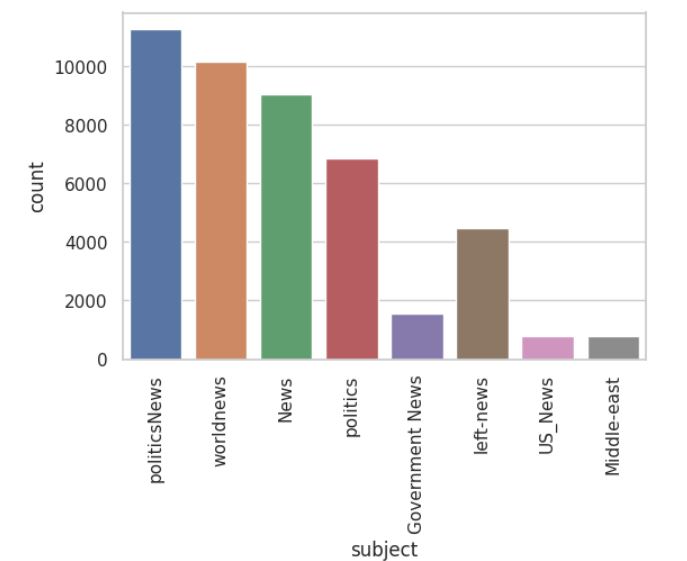 10000
8000
6000
4000
2000
0
count
politicsNews
worldnews
News
politics
Government News
left-news
US_News
Middle-east
subject